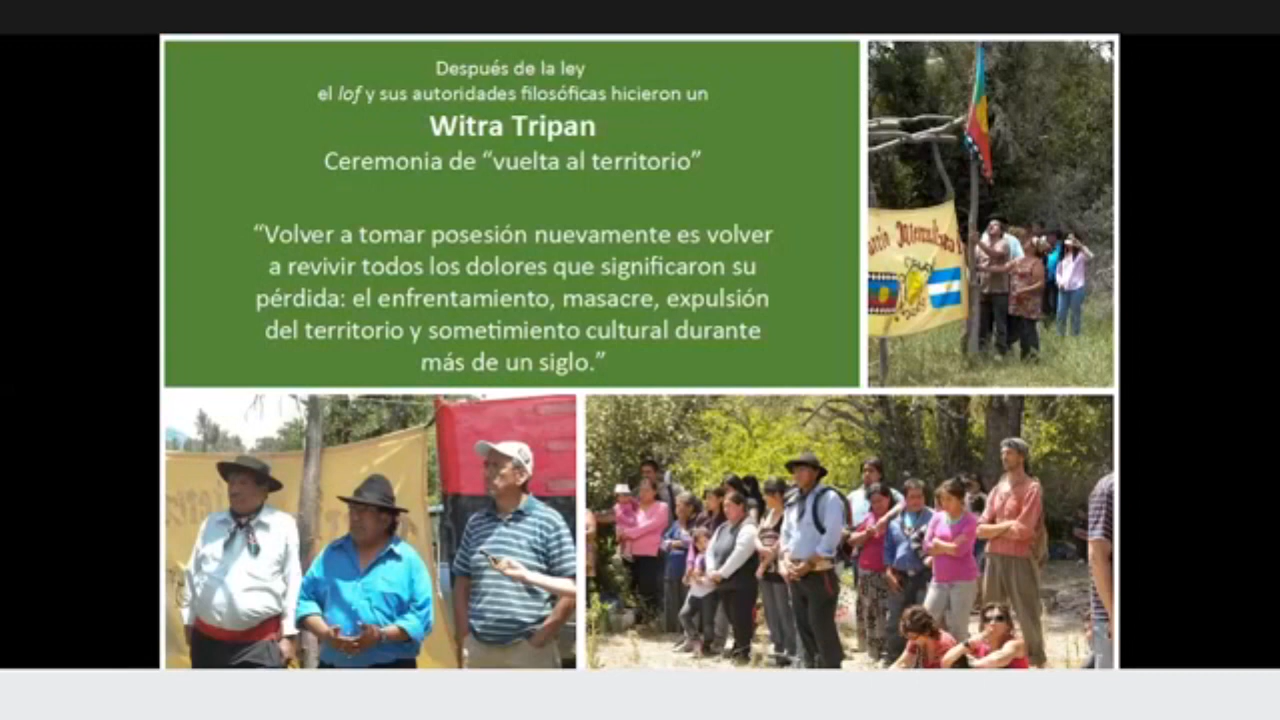 Después de la ley
el lof y sus autoridades filosóficas hicieron un
Witra Tripan
Ceremonia de “vuelta al territorio”
“Volver a tomar posesión nuevamente es volver
a revivir todos los dolores que significaron su
pérdida: el enfrentamiento, masacre, expulsión
del territorio y sometimiento cultural durante
más de un siglo.”